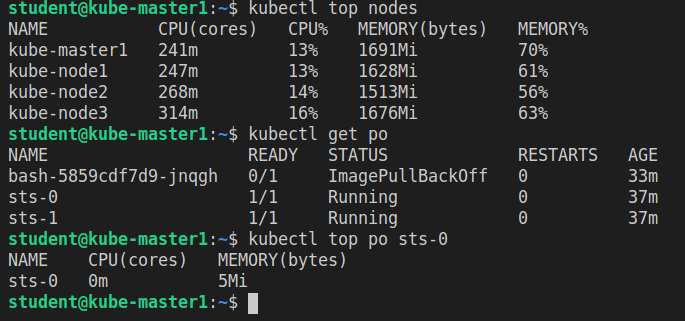 student@kube-master1:~$ kubectl top nodes
NAME           CPU(cores)   CPU%   MEMORY(bytes)   MEMORY%
kube-master1   241m         13%    1691Mi          70%
kube-node1     247m         13%    1628Mi          61%
kube-node2     268m         14%    1513Mi          56%
kube-node3     314m         16%    1676Mi          63%
student@kube-master1:~$ kubectl get po
NAME                    READY   STATUS             RESTARTS   AGE
bash-5859cdf7d9-jnqgh   0/1     ImagePullBackOff   0          33m
sts-0                   1/1     Running            0          37m
sts-1                   1/1     Running            0          37m
student@kube-master1:~$ kubectl top po sts-0
NAME    CPU(cores)   MEMORY(bytes)
sts-0   0m           5Mi
student@kube-master1:~$